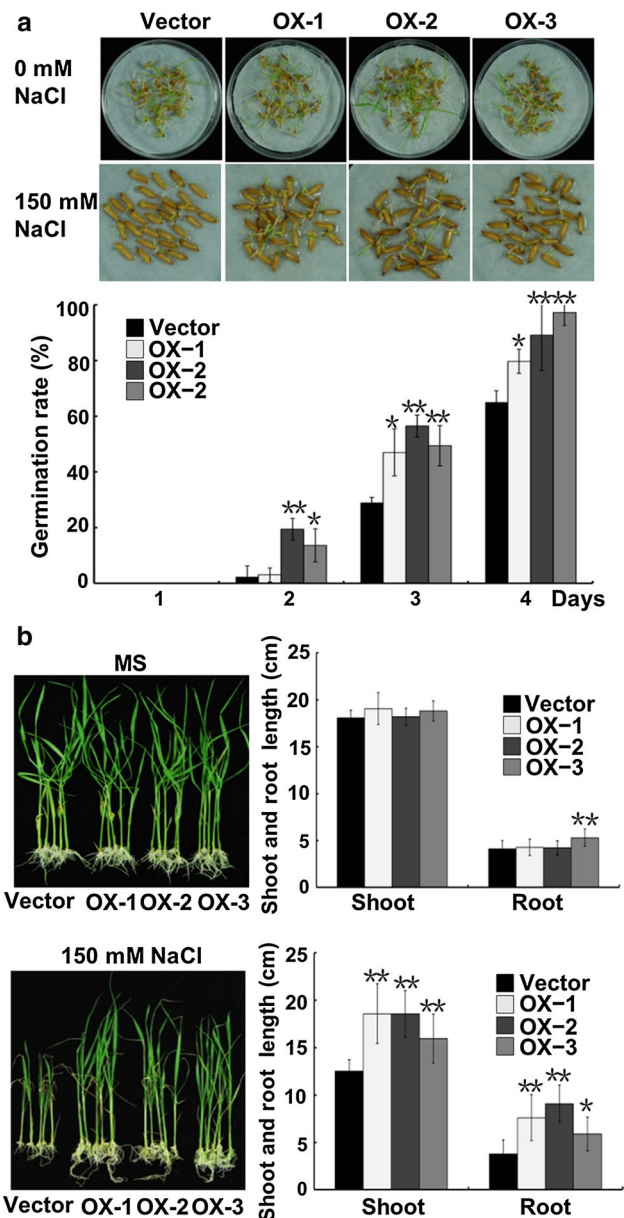 a
Vector OX-1 OX-2 OX-3
0 mM
NaCl
150 mM
NaCl
Germination rate (%)
100
80
60
40
20
0
Vector
OX-1
OX-2
OX-2
*
**
**
**
*
**
*
****
1 2 3 4 Days
b
MS
Vector OX-1 OX-2 OX-3
Shoot and root length (cm)
25
20
15
10
5
0
Vector
OX-1
OX-2
OX-3
**
Shoot Root
150 mM NaCl
Vector OX-1 OX-2 OX-3
Shoot and root length (cm)
25
20
15
10
5
0
Vector
OX-1
OX-2
OX-3
** ** **
** ** *
Shoot Root